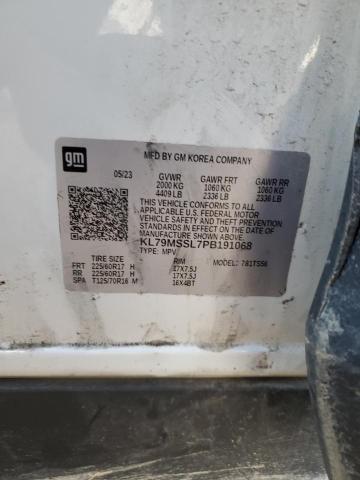 gm
MFD BY GM KOREA COMPANY
05/23 GVWR GAWR FRT GAWR RR
2000 KG 1060 KG 1060 KG
4409 LB 2336 LB 2336 LB
THIS VEHICLE CONFORMS TO ALL APPLICABLE U.S. FEDERAL MOTOR
VEHICLE SAFETY, BUMPER, AND THEFT PREVENTION
STANDARDS IN EFFECT ON THE DATE OF
MANUFACTURE SHOWN ABOVE.
KL79MSSL7PB191068
TYPE: MPV 781TSS6
TIRE SIZE RIM
FRT 225/60R17 H 17X7.5J
RR 225/60R17 H 17X7.5J
SPA T125/70R16 M 16X4BT